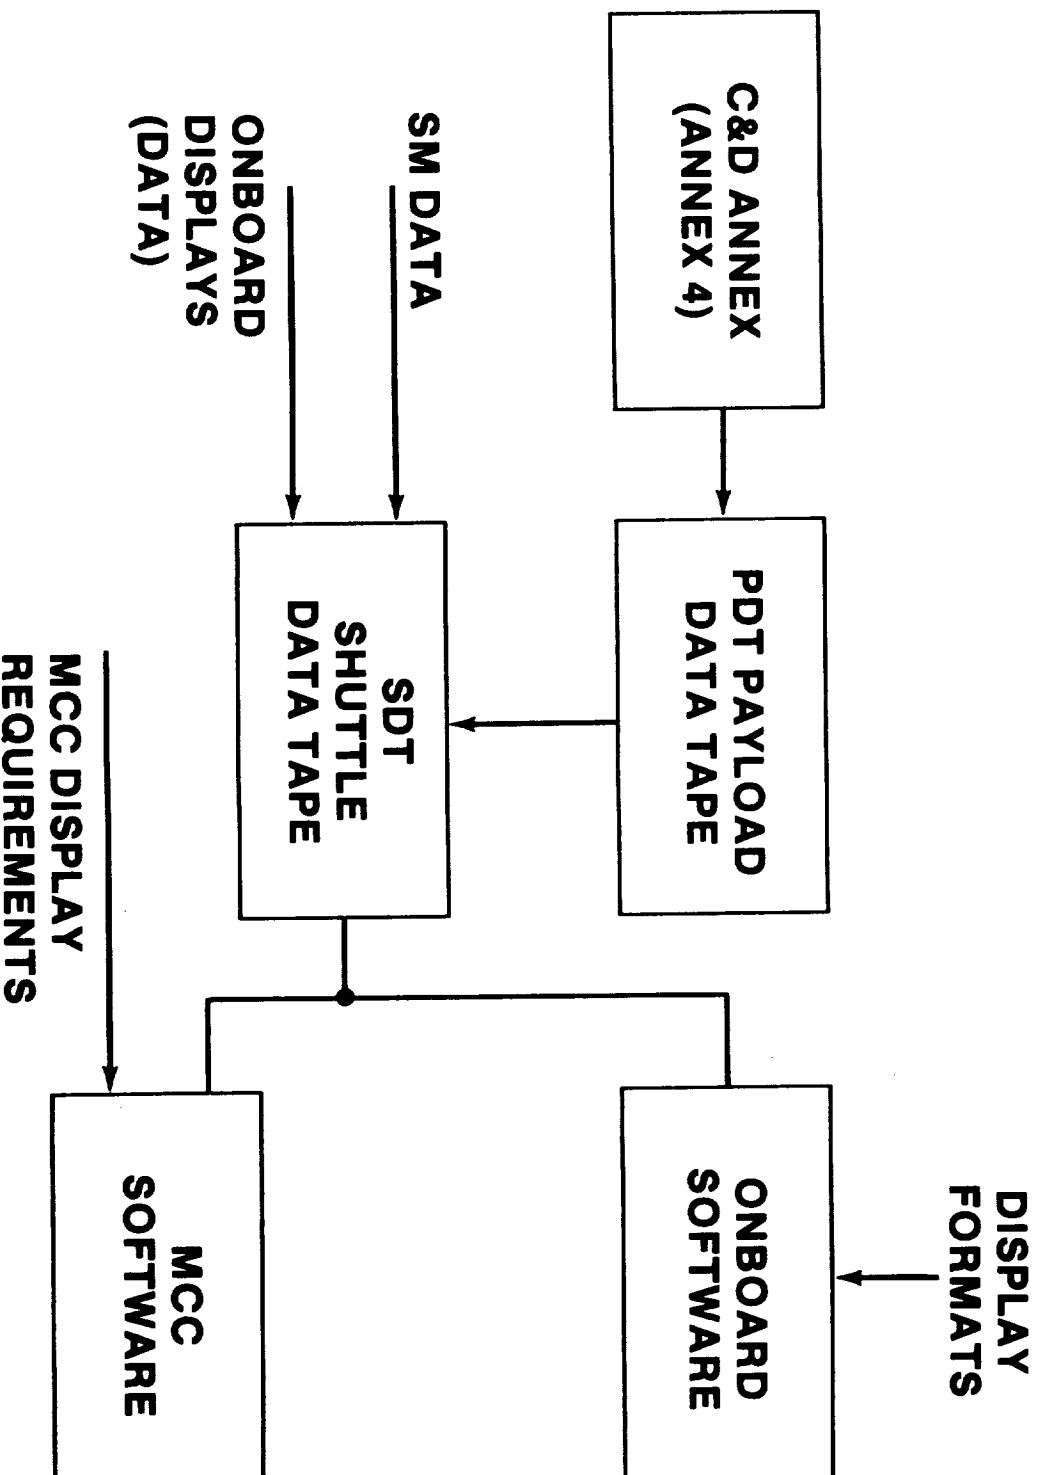 C&D ANNEX
(ANNEX 4)
PDT PAYLOAD
DATA TAPE
DISPLAY
FORMATS
ONBOARD
SOFTWARE
SM DATA
ONBOARD
DISPLAYS
(DATA)
SDT
SHUTTLE
DATA TAPE
MCC DISPLAY
REQUIREMENTS
MCC
SOFTWARE